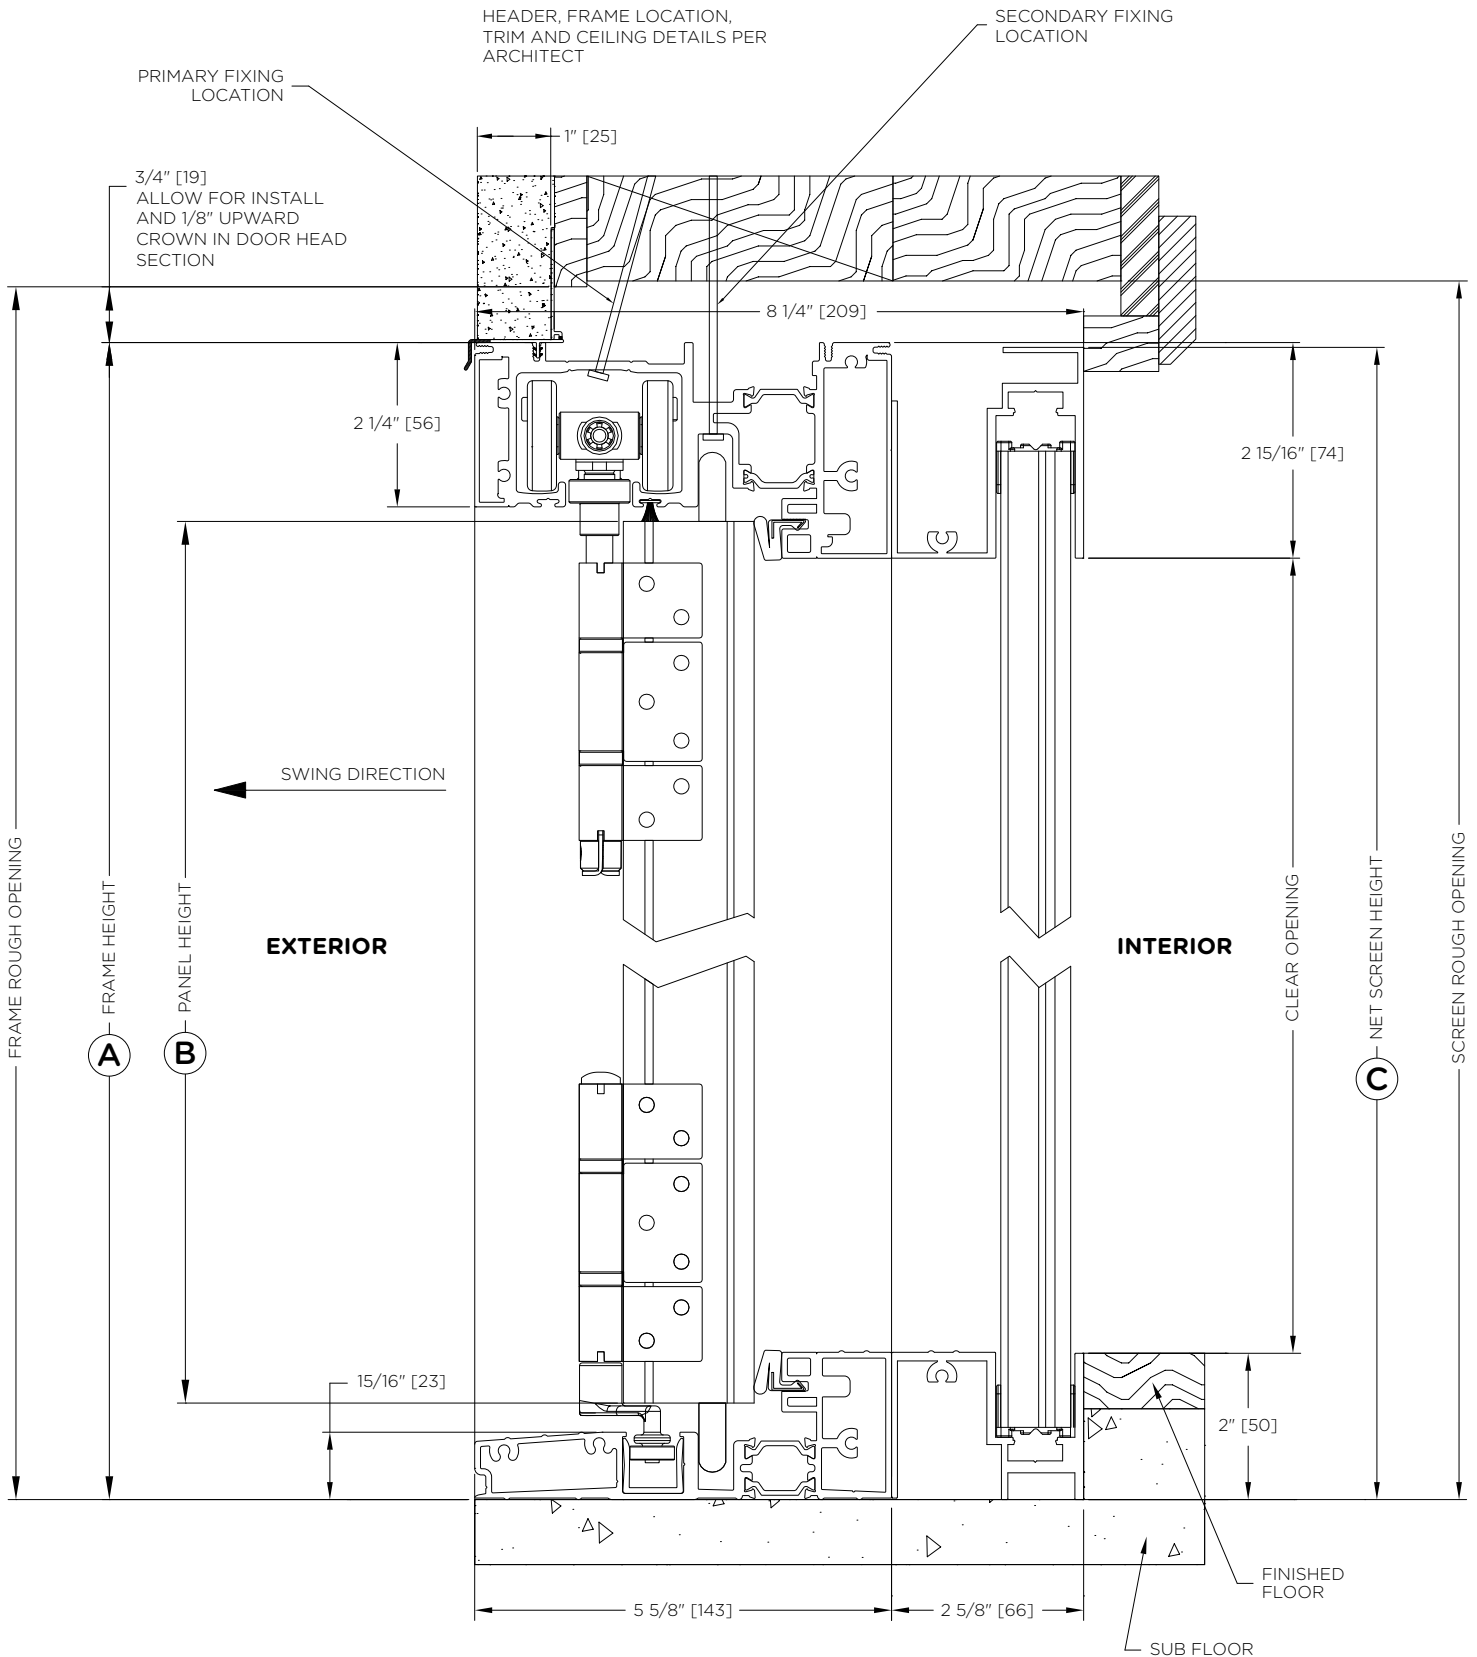 HEADER, FRAME LOCATION,
TRIM AND CEILING DETAILS PER
ARCHITECT
SECONDARY FIXING
LOCATION
PRIMARY FIXING
LOCATION
1" [25]
3/4" [19]
ALLOW FOR INSTALL
AND 1/8" UPWARD
CROWN IN DOOR HEAD
SECTION
8 1/4" [209]
2 1/4" [56]
2 15/16" [74]
SWING DIRECTION
FRAME ROUGH OPENING
FRAME HEIGHT
A
PANEL HEIGHT
B
EXTERIOR
INTERIOR
CLEAR OPENING
NET SCREEN HEIGHT
C
SCREEN ROUGH OPENING
15/16" [23]
2" [50]
FINISHED
FLOOR
5 5/8" [143]
2 5/8" [66]
SUB FLOOR